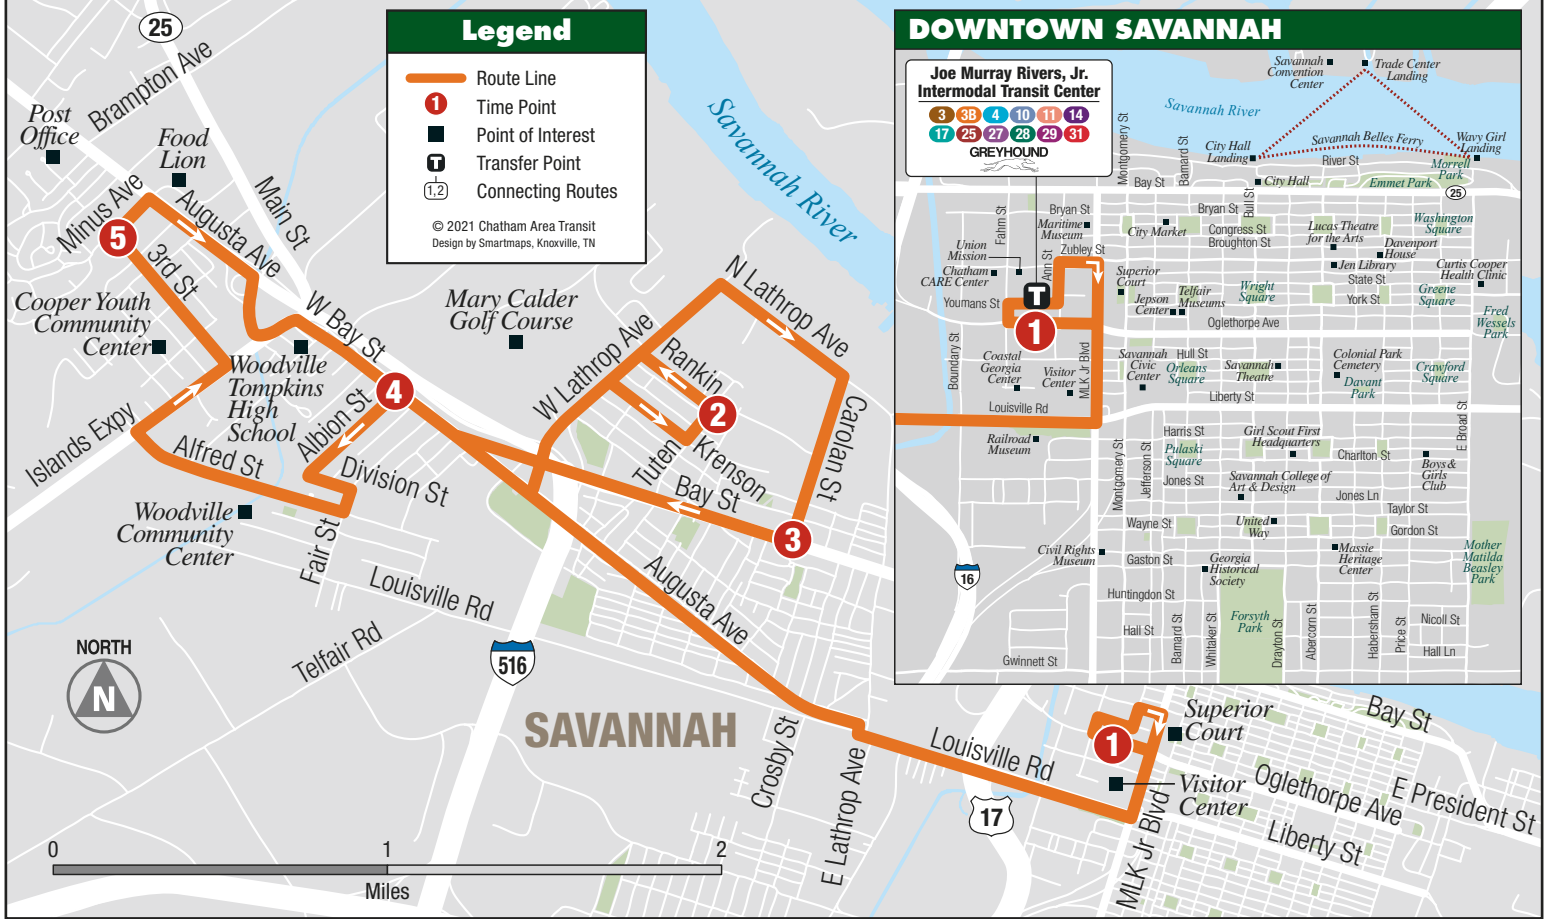 25
Brampton Ave
Post
Office
Food
Lion
Minus Ave
Augusta Ave
Main St
5
3rd St
Cooper Youth
Community
Center
W Bay St
Woodville
Tompkins
High
School
4
Islands Expy
Albion St
Alfred St
Division St
Woodville
Community
Center
Fair St
Louisville Rd
Telfair Rd
NORTH
N
516
SAVANNAH
0
1
2
Miles
Legend
Route Line
1
Time Point
Point of Interest
T
Transfer Point
1,2
Connecting Routes
© 2021 Chatham Area Transit
Design by Smartmaps, Knoxville, TN
Savannah River
Mary Calder
Golf Course
N Lathrop Ave
W Lathrop Ave
Rankin
2
Tuten
Krenson
Carolan St
Bay St
3
Augusta Ave
Crosby St
E Lathrop Ave
Louisville Rd
17
1
Superior
Court
Visitor
Center
Bay St
Oglethorpe Ave
E President St
Liberty St
MLK Jr Blvd
DOWNTOWN SAVANNAH
Joe Murray Rivers, Jr.
Intermodal Transit Center
3 3B 4 10 11 14
17 25 27 28 29 31
GREYHOUND
Savannah
Convention
Center
Trade Center
Landing
Savannah River
Savannah Belles Ferry
City Hall
Landing
Wavy Girl
Landing
River St
Morrell
Park
Montgomery St
Barnard St
Bay St
City Hall
Emmet Park
25
Bull St
Fahm St
Bryan St
Maritime
Museum
City Market
Bryan St
Congress St
Broughton St
Lucas Theatre
for the Arts
Washington
Square
Davenport
House
Union
Mission
Zubley St
Ann St
Chatham
CARE Center
Superior
Court
Jen Library
State St
Curtis Cooper
Health Clinic
Youmans St
T
Jepson
Center
Telfair
Museums
Wright
Square
York St
Greene
Square
1
Oglethorpe Ave
Fred
Wessels
Park
Boundary St
Coastal
Georgia
Center
Visitor
Center
MLK Jr Blvd
Savannah
Civic
Center
Hull St
Orleans
Square
Savannah
Theatre
Colonial Park
Cemetery
Davant
Park
Crawford
Square
Louisville Rd
Liberty St
Railroad
Museum
Montgomery St
Jefferson St
Harris St
Pulaski
Square
Jones St
Girl Scout First
Headquarters
Charlton St
E Broad St
Boys &
Girls
Club
Savannah College of
Art & Design
Jones Ln
Taylor St
Wayne St
United
Way
Gordon St
16
Civil Rights
Museum
Gaston St
Georgia
Historical
Society
Massie
Heritage
Center
Mother
Matilda
Beasley
Park
Huntingdon St
Forsyth
Park
Hall St
Barnard St
Whitaker St
Drayton St
Abercorn St
Habersham St
Price St
Nicoll St
Hall Ln
Gwinnett St